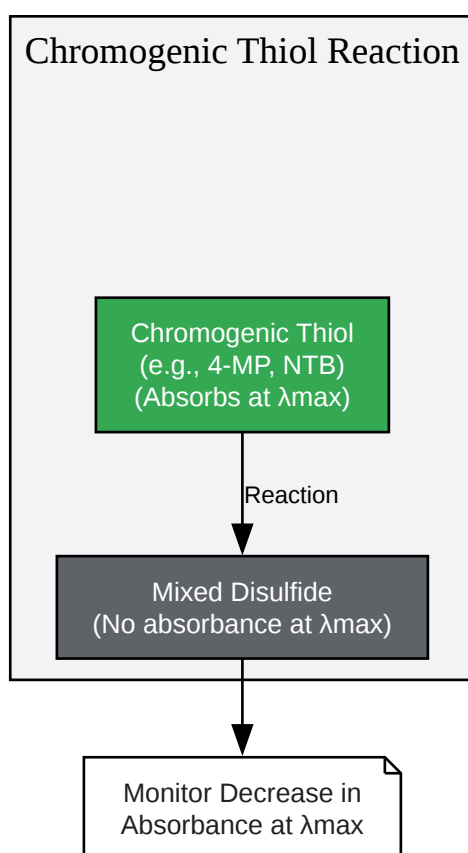 Chromogenic Thiol Reaction
Chromogenic Thiol
(e.g., 4-MP, NTB)
(Absorbs at λmax)
Reaction
Mixed Disulfide
(No absorbance at λmax)
Monitor Decrease in
Absorbance at λmax